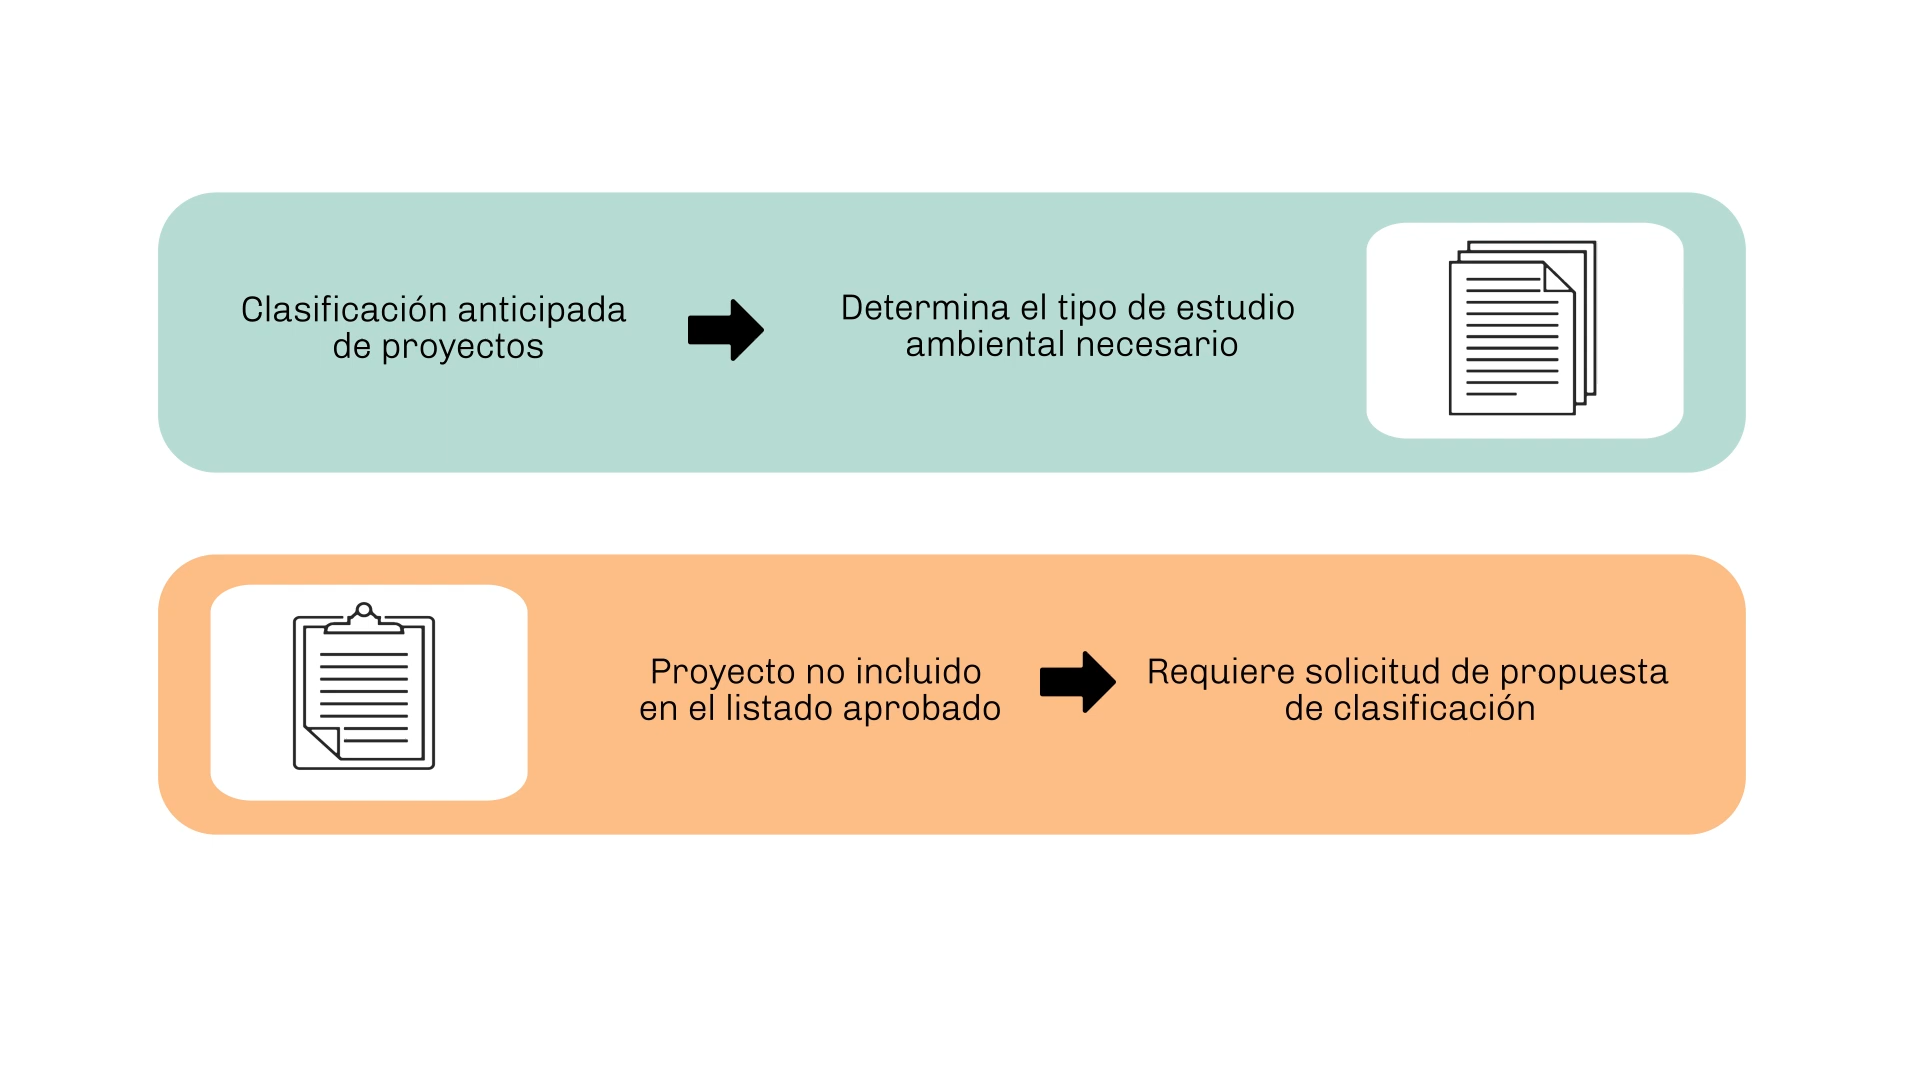 Clasificación anticipada
de proyectos
Determina el tipo de estudio
ambiental necesario
Proyecto no incluido
en el listado aprobado
Requiere solicitud de propuesta
de clasificación